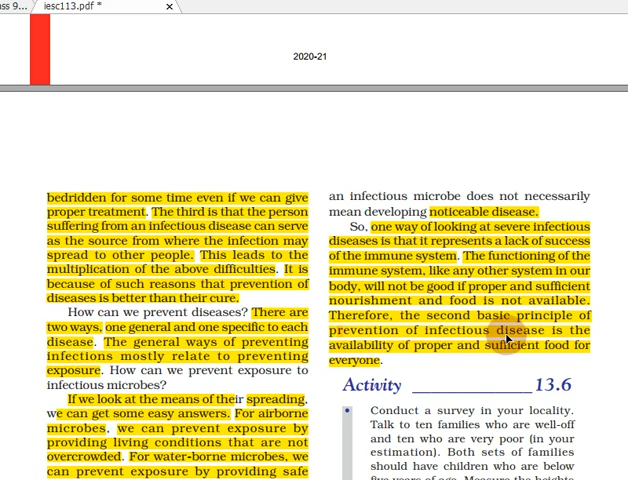 ass 9...
iesc113.pdf *
2020-21
bedridden for some time even if we can give
proper treatment. The third is that the person
suffering from an infectious disease can serve
as the source from where the infection may
spread to other people. This leads to the
multiplication of the above difficulties. It is
because of such reasons that prevention of
diseases is better than their cure.
How can we prevent diseases? There are
two ways, one general and one specific to each
disease. The general ways of preventing
infections mostly relate to preventing
exposure. How can we prevent exposure to
infectious microbes?
If we look at the means of their spreading,
we can get some easy answers. For airborne
microbes, we can prevent exposure by
providing living conditions that are not
overcrowded. For water-borne microbes, we
can prevent exposure by providing safe
an infectious microbe does not necessarily
mean developing noticeable disease.
So, one way of looking at severe infectious
diseases is that it represents a lack of success
of the immune system. The functioning of the
immune system, like any other system in our
body, will not be good if proper and sufficient
nourishment and food is not available.
Therefore, the second basic principle of
prevention of infectious disease is the
availability of proper and sufficient food for
everyone.
Activity ______________ 13.6
• Conduct a survey in your locality.
Talk to ten families who are well-off
and ten who are very poor (in your
estimation). Both sets of families
should have children who are below
five years of age. Measure the heights